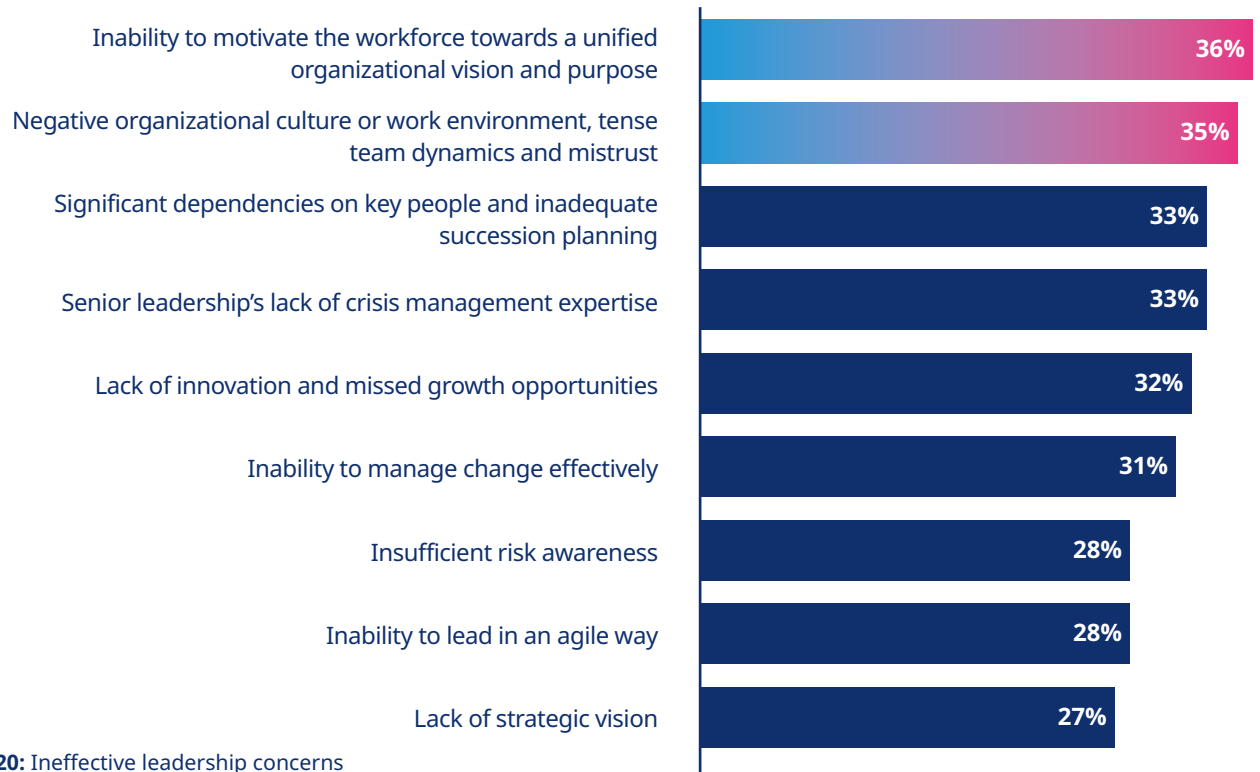 Inability to motivate the workforce towards a unified
organizational vision and purpose
36%
Negative organizational culture or work environment, tense
team dynamics and mistrust
35%
Significant dependencies on key people and inadequate
succession planning
33%
Senior leadership’s lack of crisis management expertise
33%
Lack of innovation and missed growth opportunities
32%
Inability to manage change effectively
31%
Insufficient risk awareness
28%
Inability to lead in an agile way
28%
Lack of strategic vision
27%
20: Ineffective leadership concerns